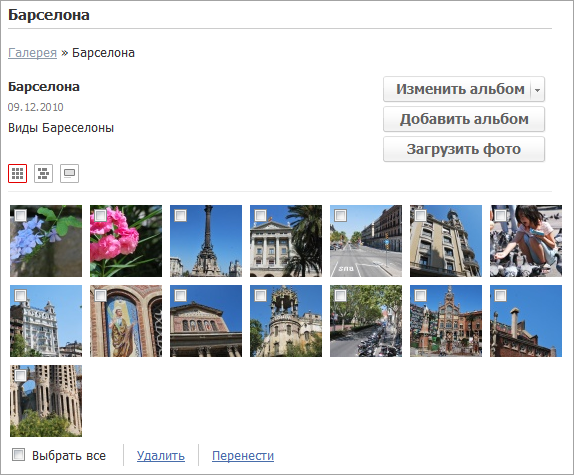 Барселона
Галерея » Барселона
Барселона
09.12.2010
Виды Бареселоны
Изменить альбом
Добавить альбом
Загрузить фото
Выбрать все
Удалить
Перенести